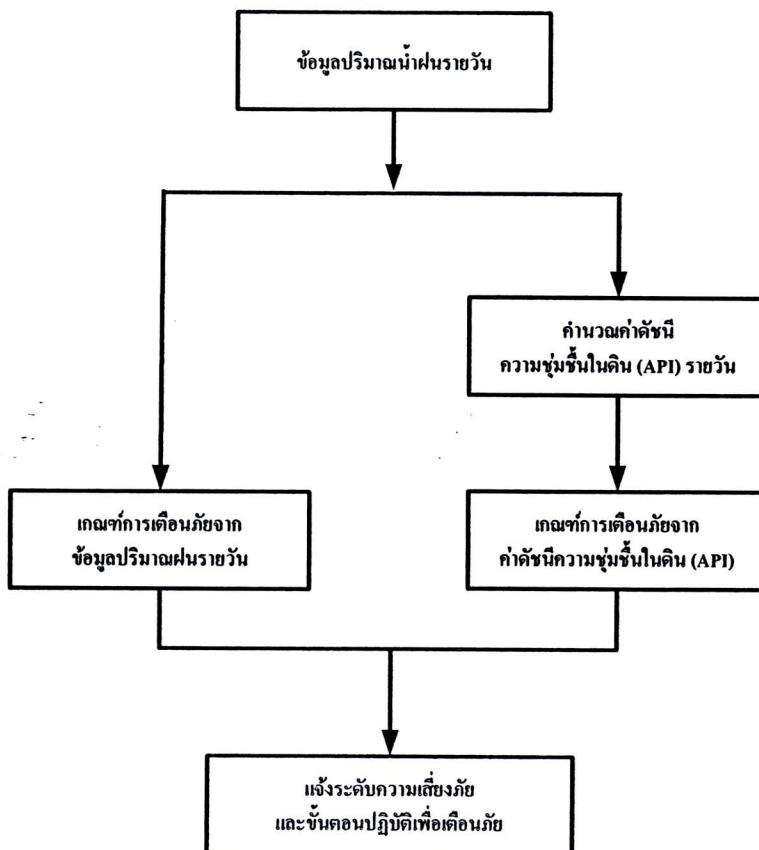 ข้อมูลปริมาณน้ำฝนรายวัน
คำนวณค่าดัชนี
ความชุ่มชื้นในดิน (API) รายวัน
เกณฑ์การเตือนภัยจาก
ข้อมูลปริมาณฝนรายวัน
เกณฑ์การเตือนภัยจาก
ค่าดัชนีความชุ่มชื้นในดิน (API)
แจ้งระดับความเสี่ยงภัย
และขั้นตอนปฏิบัติเพื่อเตือนภัย